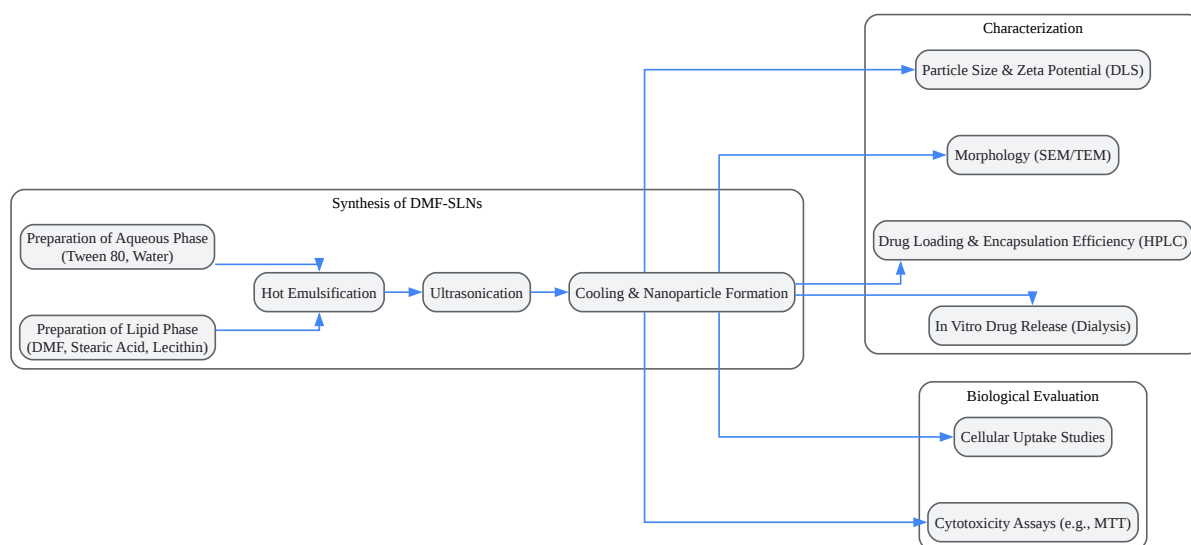 Synthesis of DMF-SLNs
Preparation of Aqueous Phase
(Tween 80, Water)
Preparation of Lipid Phase
(DMF, Stearic Acid, Lecithin)
Hot Emulsification
Ultrasonication
Cooling & Nanoparticle Formation
Characterization
Particle Size & Zeta Potential (DLS)
Morphology (SEM/TEM)
Drug Loading & Encapsulation Efficiency (HPLC)
In Vitro Drug Release (Dialysis)
Biological Evaluation
Cellular Uptake Studies
Cytotoxicity Assays (e.g., MTT)